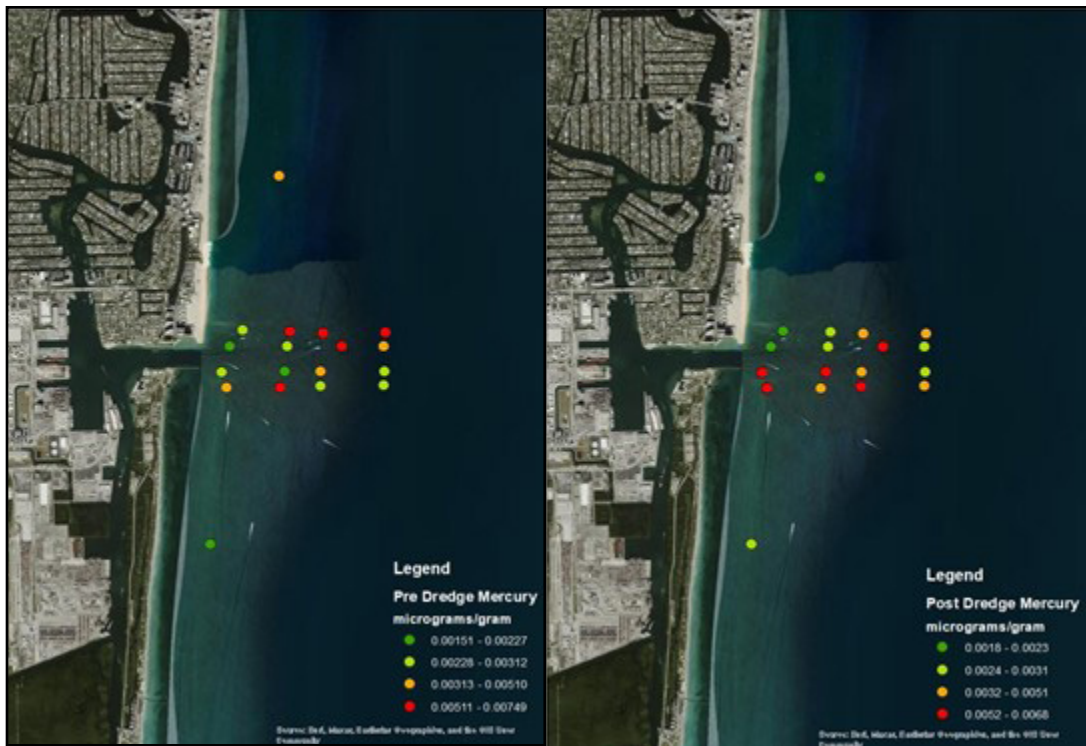 Legend
Pre Dredge Mercury
micrograms/gram
0.00151 - 0.00227
0.00228 - 0.00312
0.00313 - 0.00510
0.00511 - 0.00749
Community
Legend
Post Dredge Mercury
micrograms/gram
0.0018 - 0.0023
0.0024 - 0.0031
0.0032 - 0.0051
0.0052 - 0.0068
Community